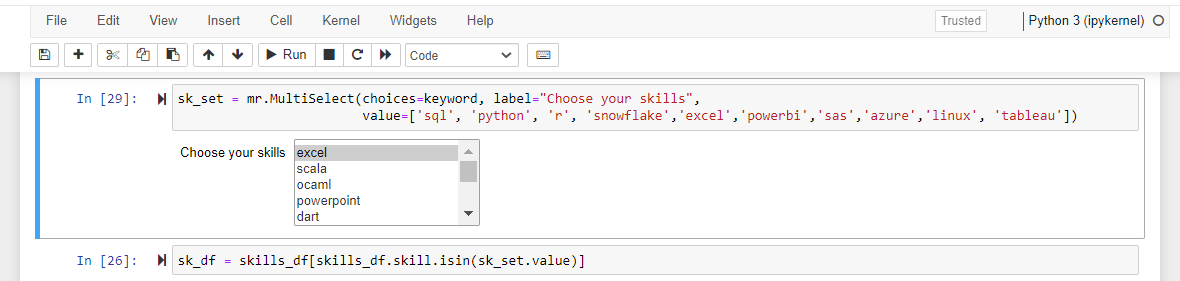 File Edit View Insert Cell Kernel Widgets Help Trusted Python 3 (ipykernel)
Run Code
In [29]: sk_set = mr.MultiSelect(choices=keyword, label="Choose your skills",
value=['sql', 'python', 'r', 'snowflake','excel','powerbi','sas','azure','linux', 'tableau'])
Choose your skills excel
scala
ocaml
powerpoint
dart
In [26]: sk_df = skills_df[skills_df.skill.isin(sk_set.value)]